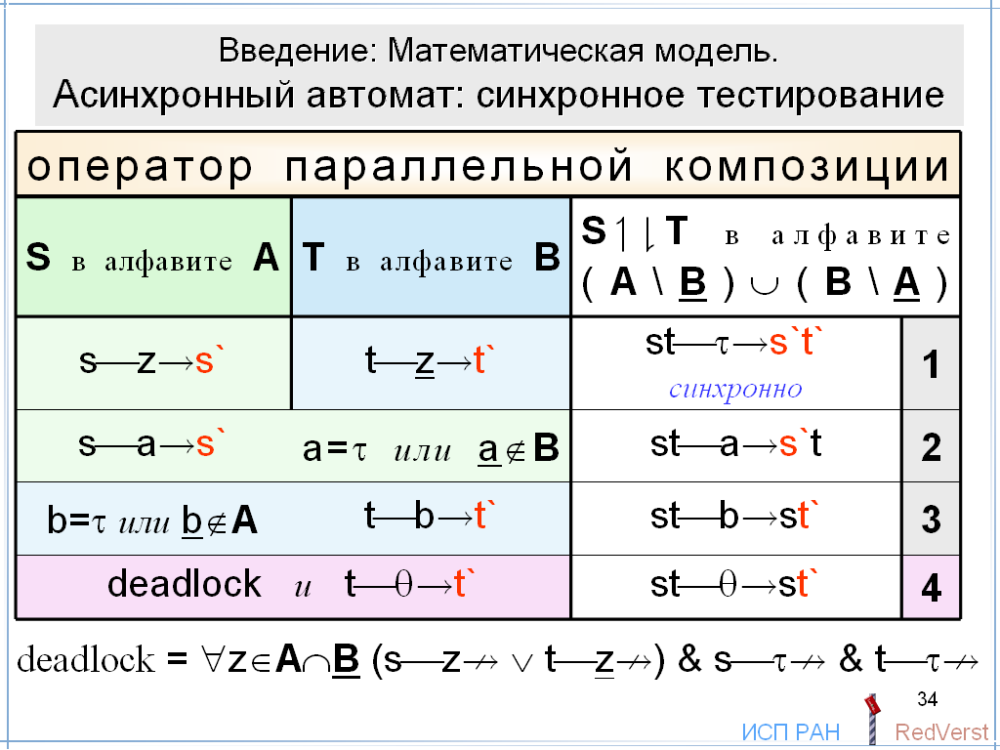 Введение: Математическая модель.
Асинхронный автомат: синхронное тестирование
оператор параллельной композиции
S в алфавите A T в алфавите B S↿⇂T в алфавите
( A \ <u>B</u> ) ∪ ( B \ <u>A</u> )
s—z→s` t—<u>z</u>→t` st—τ→s`t` 1
синхронно
s—a→s` a=τ или <u>a</u>∉B st—a→s`t 2
b=τ или <u>b</u>∉A t—b→t` st—b→st` 3
deadlock и t—θ→t` st—θ→st` 4
deadlock = ∀z∈A∩<u>B</u> (s—z↛ ∨ t—<u>z</u>↛) & s—τ↛ & t—τ↛
34
ИСП РАН RedVerst